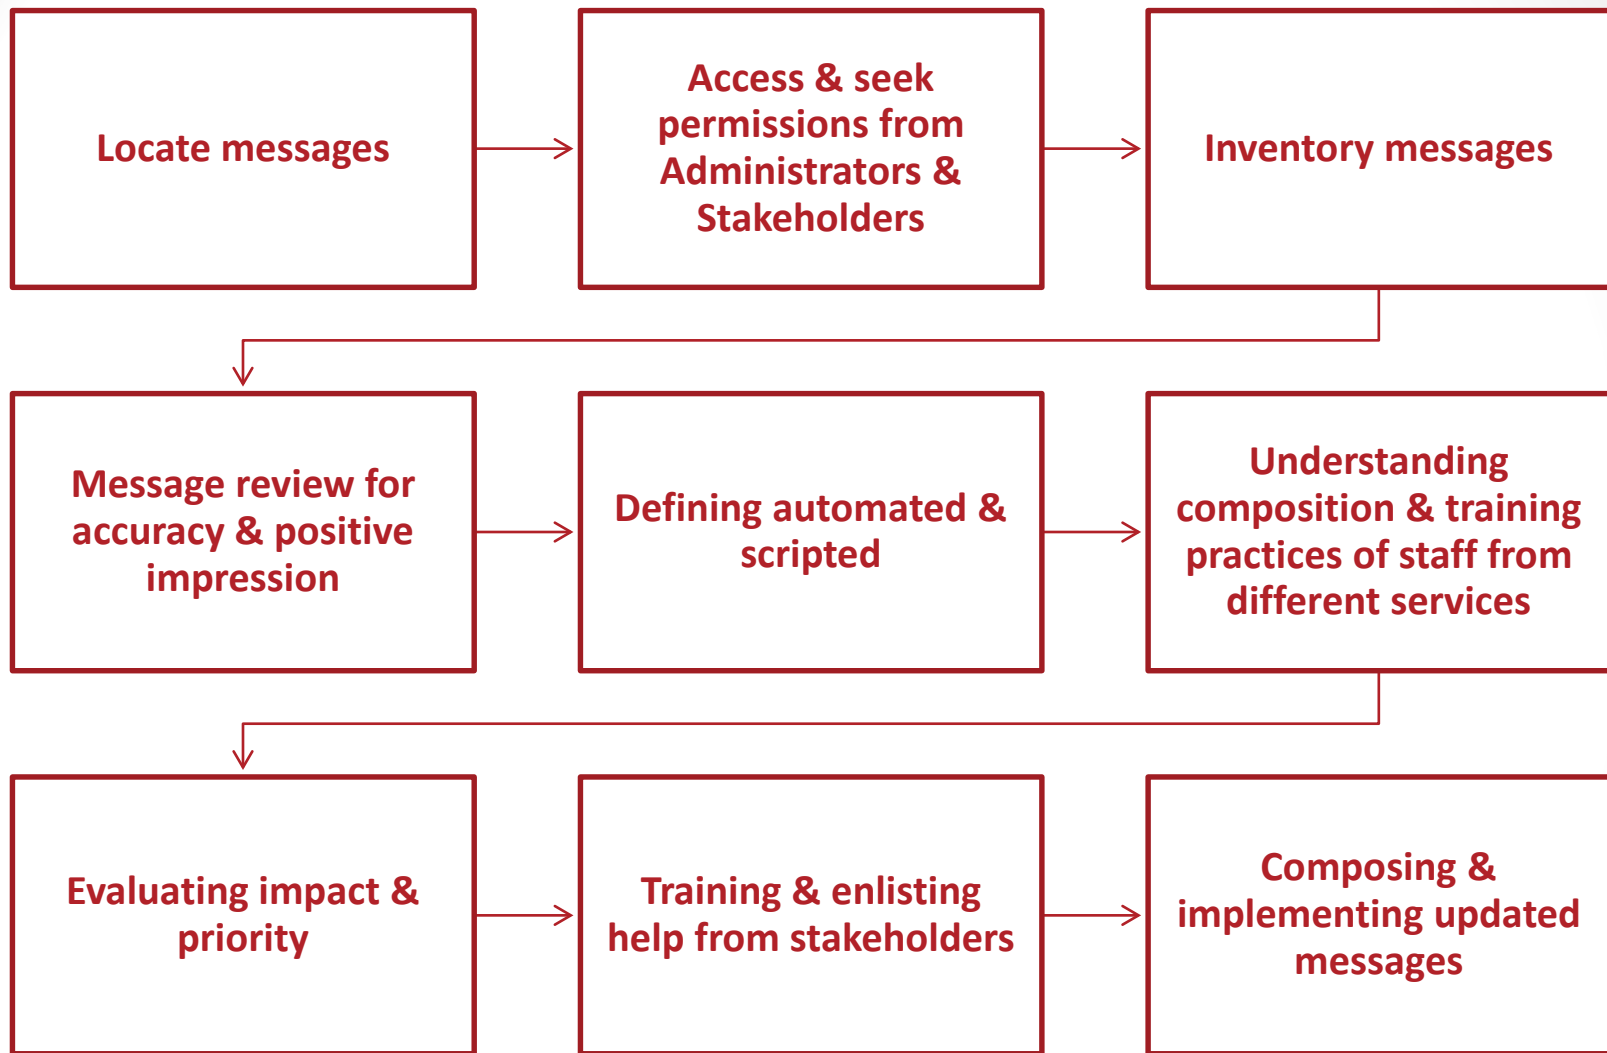 Locate messages
Access & seek
permissions from
Administrators &
Stakeholders
Inventory messages
Message review for
accuracy & positive
impression
Defining automated &
scripted
Understanding
composition & training
practices of staff from
different services
Evaluating impact &
priority
Training & enlisting
help from stakeholders
Composing &
implementing updated
messages